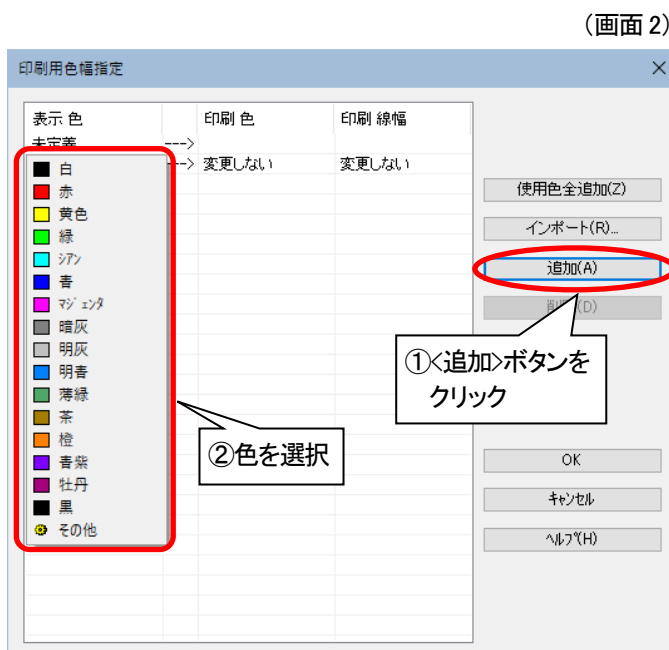 (画面 2)
印刷用色幅指定
表示 色 印刷 色 印刷 線幅
未定義 --->
白 --> 変更しない 変更しない
赤
黄色
緑
ｼｱﾝ
青
ﾏｼﾞｪﾝﾀ
暗灰
明灰
明青
薄緑
茶
橙
青紫
牡丹
黒
その他
使用色全追加(Z)
インポート(R)...
追加(A)
(D)
①<追加>ボタンを
クリック
②色を選択
OK
ｷｬﾝｾﾙ
ﾍﾙﾌﾟ(H)